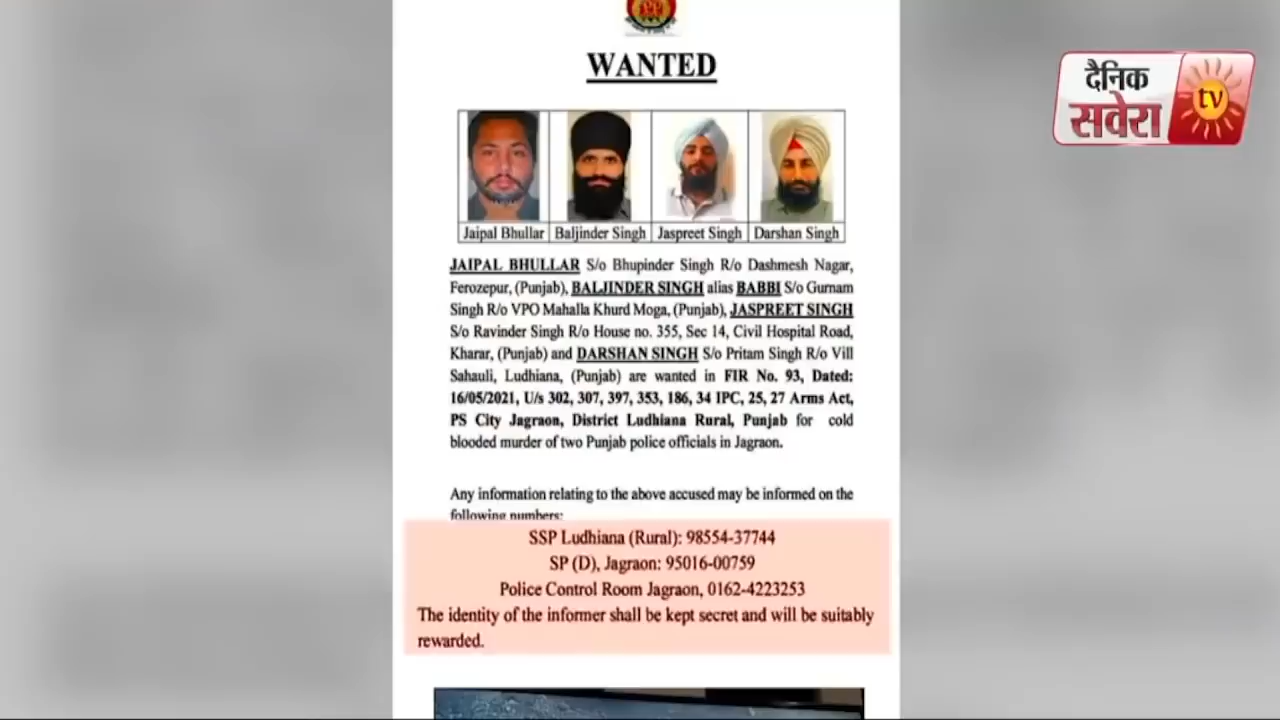 WANTED
दैनिक
सवेरा
tv
Jaipal Bhullar Baljinder Singh Jaspreet Singh Darshan Singh
JAIPAL BHULLAR S/o Bhupinder Singh R/o Dashmesh Nagar,
Ferozepur, (Punjab), BALJINDER SINGH alias BABBI S/o Gurnam
Singh R/o VPO Mahalla Khurd Moga, (Punjab), JASPREET SINGH
S/o Ravinder Singh R/o House no. 355, Sec 14, Civil Hospital Road,
Kharar, (Punjab) and DARSHAN SINGH S/o Pritam Singh R/o Vill
Sahauli, Ludhiana, (Punjab) are wanted in FIR No. 93, Dated:
16/05/2021, U/s 302, 307, 397, 353, 186, 34 IPC, 25, 27 Arms Act,
PS City Jagraon, District Ludhiana Rural, Punjab for cold
blooded murder of two Punjab police officials in Jagraon.
Any information relating to the above accused may be informed on the
following numbers:
SSP Ludhiana (Rural): 98554-37744
SP (D), Jagraon: 95016-00759
Police Control Room Jagraon, 0162-4223253
The identity of the informer shall be kept secret and will be suitably
rewarded.